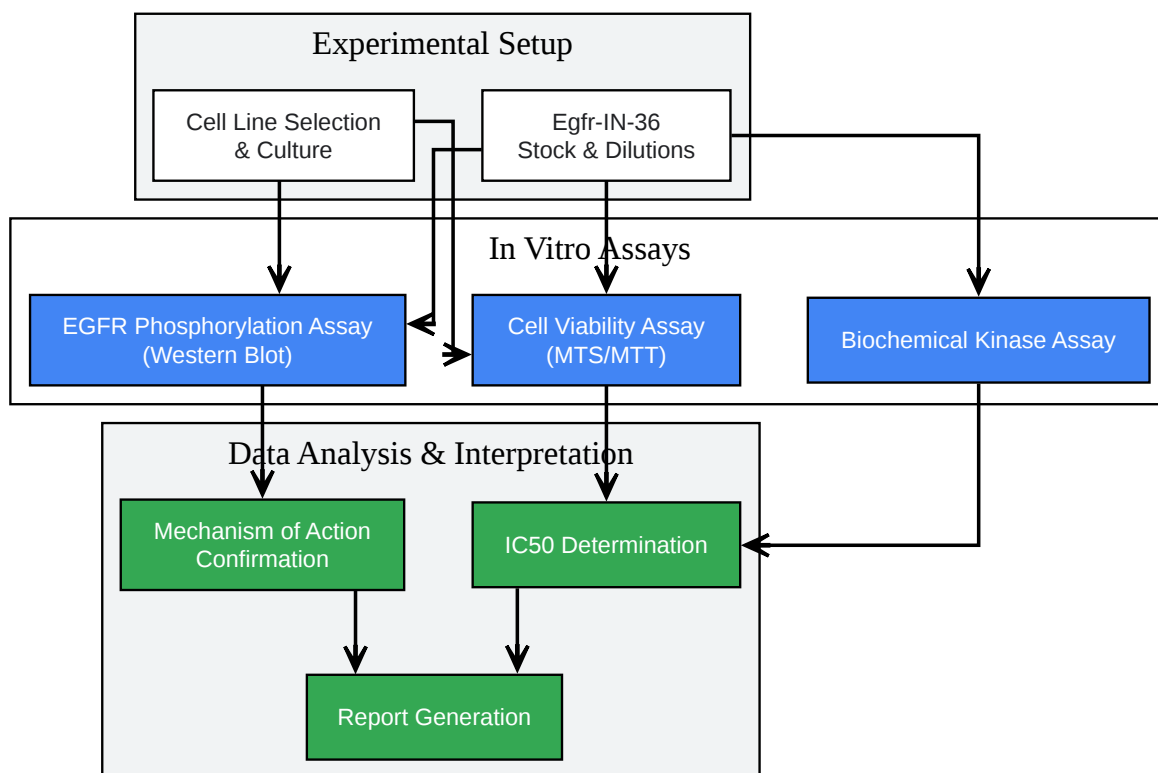 Experimental Setup
Cell Line Selection
& Culture
Egfr-IN-36
Stock & Dilutions
In Vitro Assays
EGFR Phosphorylation Assay
(Western Blot)
Cell Viability Assay
(MTS/MTT)
Biochemical Kinase Assay
Data Analysis & Interpretation
Mechanism of Action
Confirmation
IC50 Determination
Report Generation